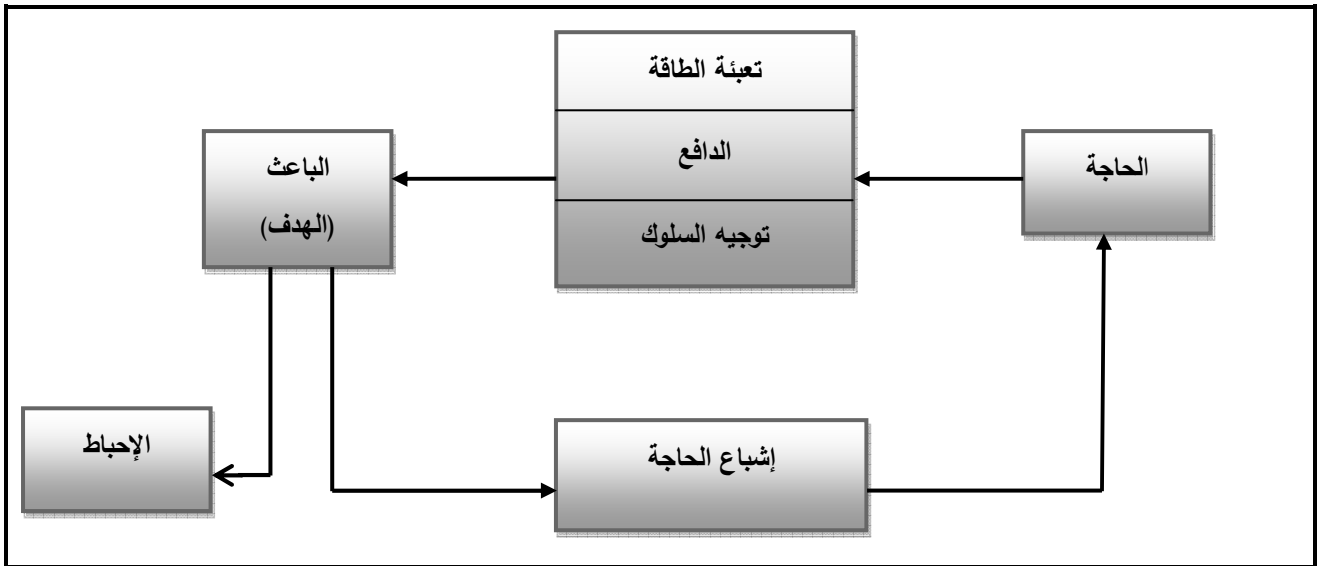 تعبئة الطاقة
الدافع
توجيه السلوك
الحاجة
الباعث
(الهدف)
إشباع الحاجة
الإحباط